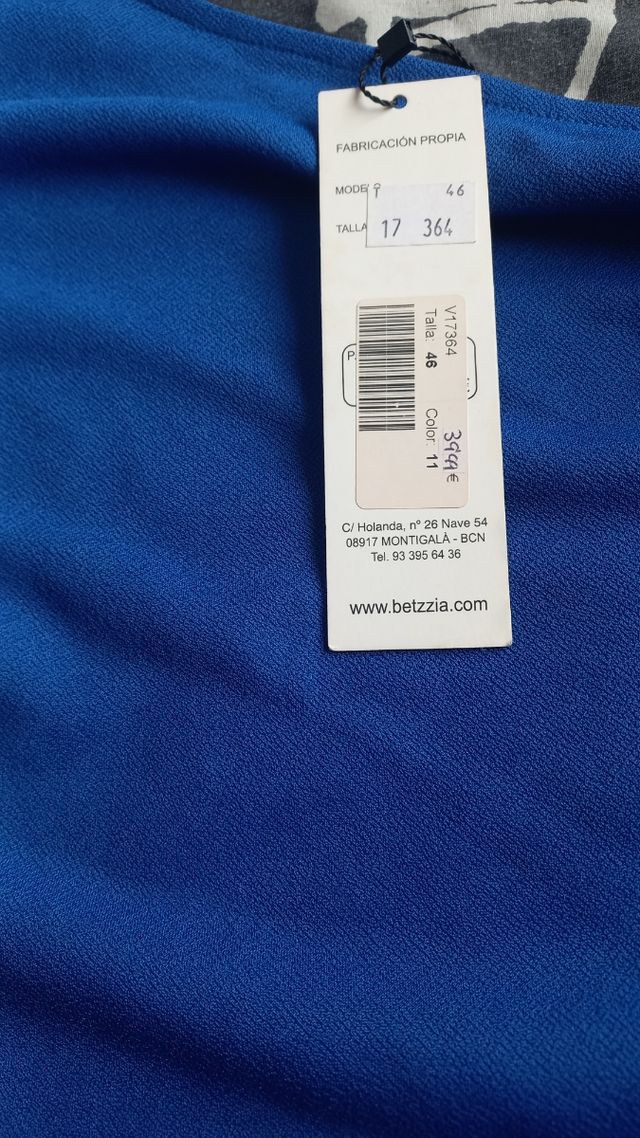 FABRICACIÓN PROPIA
MODE T 46
TALLA 17 364
V17364
Talla: 46 Color: 11
39'99 €
C/ Holanda, nº 26 Nave 54
08917 MONTIGALÀ - BCN
Tel. 93 395 64 36
www.betzzia.com